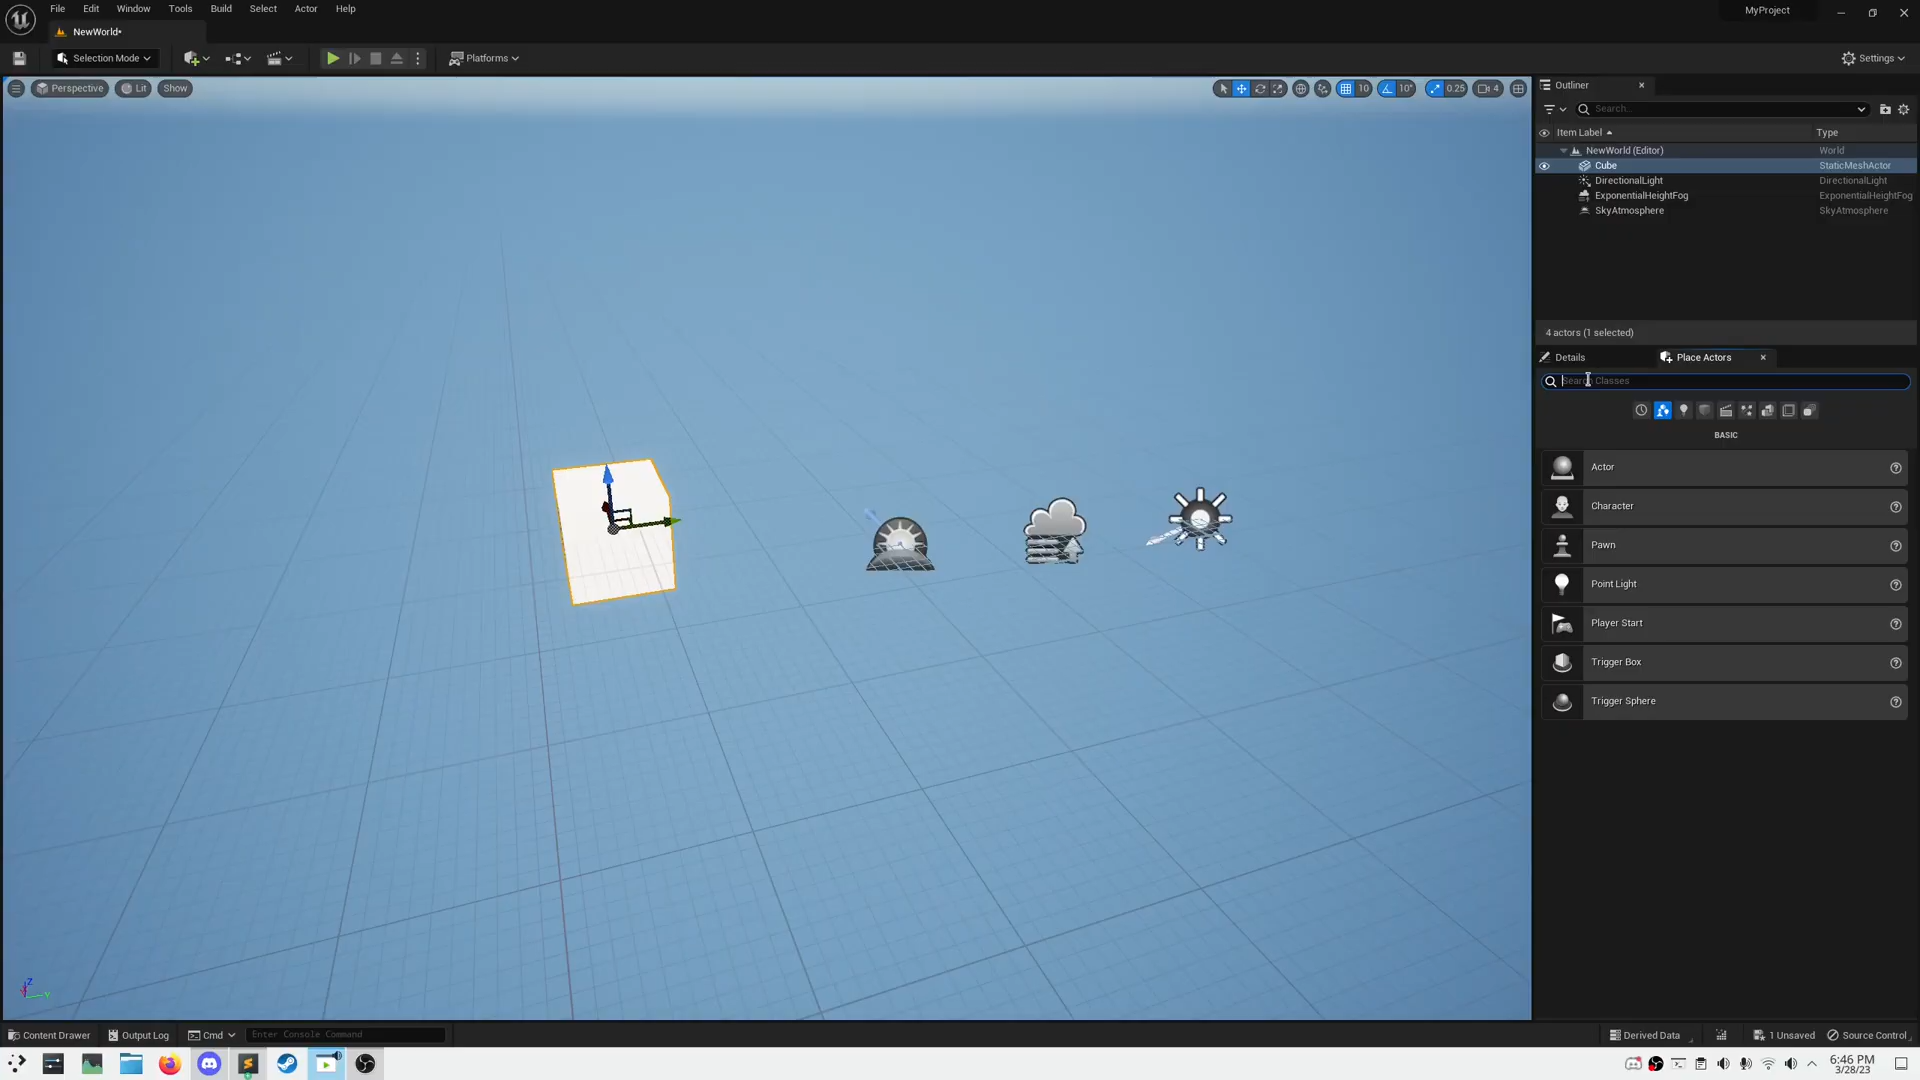 File Edit Window Tools Build Select Actor Help
MyProject
NewWorld•
Selection Mode
Platforms
Settings
Perspective Lit Show
10 10° 0.25 4
Outliner
Search...
Item Label Type
NewWorld (Editor) World
Cube StaticMeshActor
DirectionalLight DirectionalLight
ExponentialHeightFog ExponentialHeightFog
SkyAtmosphere SkyAtmosphere
4 actors (1 selected)
Details Place Actors
Search Classes
BASIC
Actor
Character
Pawn
Point Light
Player Start
Trigger Box
Trigger Sphere
Z
Y
Content Drawer Output Log Cmd Enter Console Command
Derived Data 1 Unsaved Source Control
6:46 PM
3/28/23